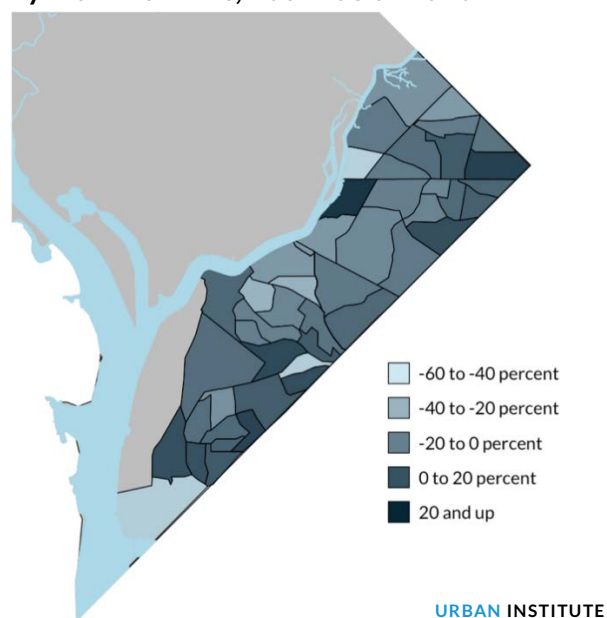 -60 to -40 percent
-40 to -20 percent
-20 to 0 percent
0 to 20 percent
20 and up
URBAN INSTITUTE